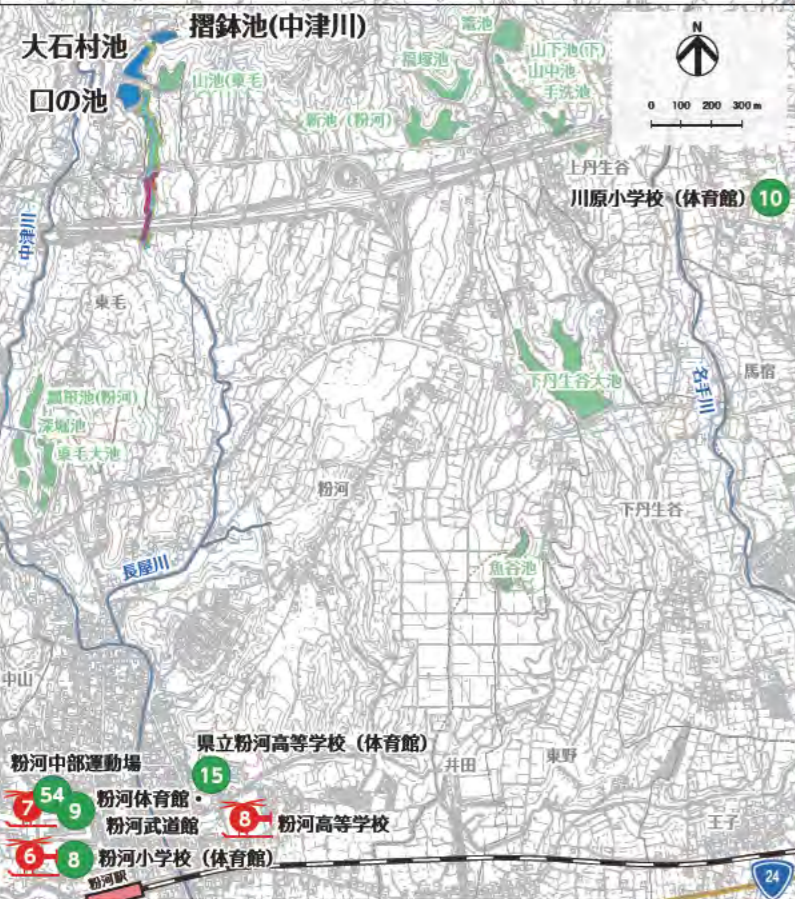 摺鉢池(中津川)
大石村池
口の池
山池(東毛)
籠池
福塚池
新池（粉河）
山下池(下)
山中池
手洗池
N
0 100 200 300 m
上丹生谷
川原小学校（体育館） 10
中津川
東毛
馬宿
名手川
下丹生谷大池
瓢箪池(粉河)
深堀池
東毛大池
粉河
下丹生谷
魚谷池
長屋川
中山
県立粉河高等学校（体育館）
15
井田
東野
王子
粉河中部運動場
7 54 9 粉河体育館・
粉河武道館
8 粉河高等学校
6 8 粉河小学校（体育館）
粉河駅
24